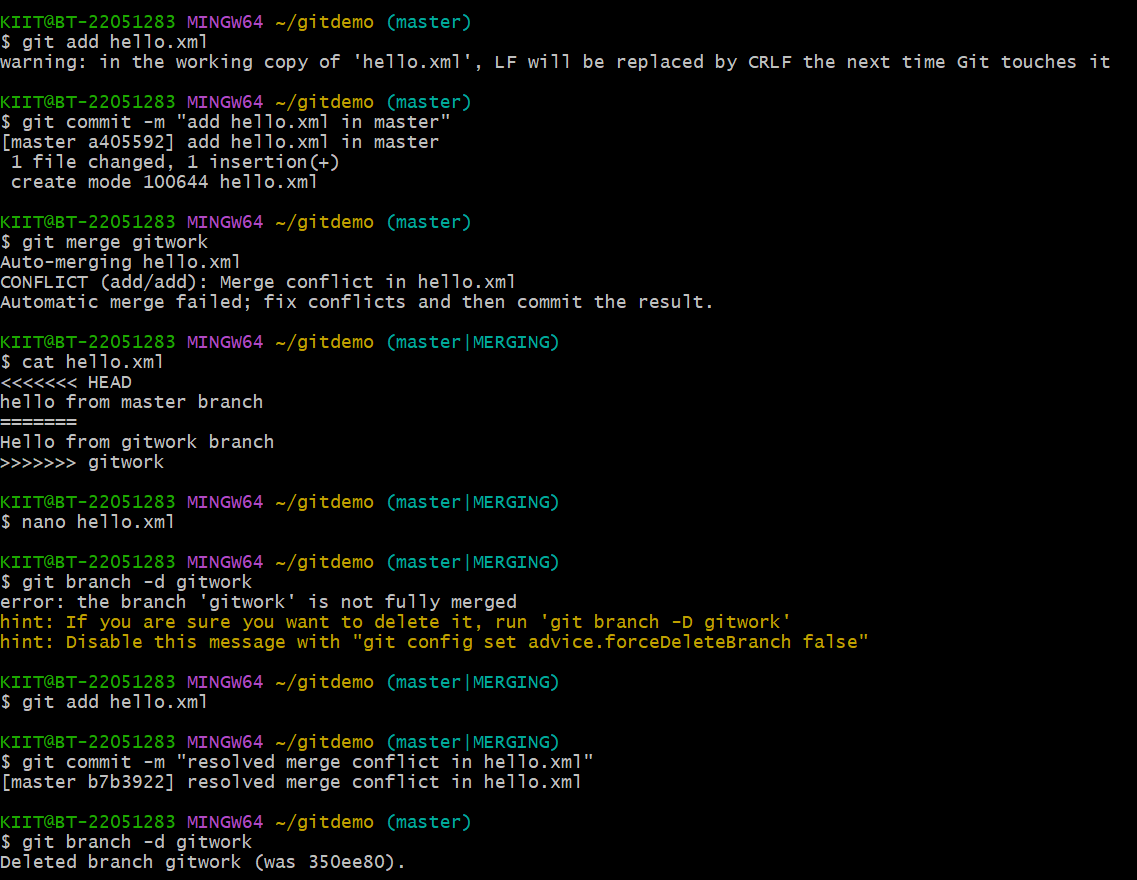 KIIT@BT-22051283 MINGW64 ~/gitdemo (master)
$ git add hello.xml
warning: in the working copy of 'hello.xml', LF will be replaced by CRLF the next time Git touches it
KIIT@BT-22051283 MINGW64 ~/gitdemo (master)
$ git commit -m "add hello.xml in master"
[master a405592] add hello.xml in master
 1 file changed, 1 insertion(+)
 create mode 100644 hello.xml
KIIT@BT-22051283 MINGW64 ~/gitdemo (master)
$ git merge gitwork
Auto-merging hello.xml
CONFLICT (add/add): Merge conflict in hello.xml
Automatic merge failed; fix conflicts and then commit the result.
KIIT@BT-22051283 MINGW64 ~/gitdemo (master|MERGING)
$ cat hello.xml
<<<<<<< HEAD
hello from master branch
=======
Hello from gitwork branch
>>>>>>> gitwork
KIIT@BT-22051283 MINGW64 ~/gitdemo (master|MERGING)
$ nano hello.xml
KIIT@BT-22051283 MINGW64 ~/gitdemo (master|MERGING)
$ git branch -d gitwork
error: the branch 'gitwork' is not fully merged
hint: If you are sure you want to delete it, run 'git branch -D gitwork'
hint: Disable this message with "git config set advice.forceDeleteBranch false"
KIIT@BT-22051283 MINGW64 ~/gitdemo (master|MERGING)
$ git add hello.xml
KIIT@BT-22051283 MINGW64 ~/gitdemo (master|MERGING)
$ git commit -m "resolved merge conflict in hello.xml"
[master b7b3922] resolved merge conflict in hello.xml
KIIT@BT-22051283 MINGW64 ~/gitdemo (master)
$ git branch -d gitwork
Deleted branch gitwork (was 350ee80).